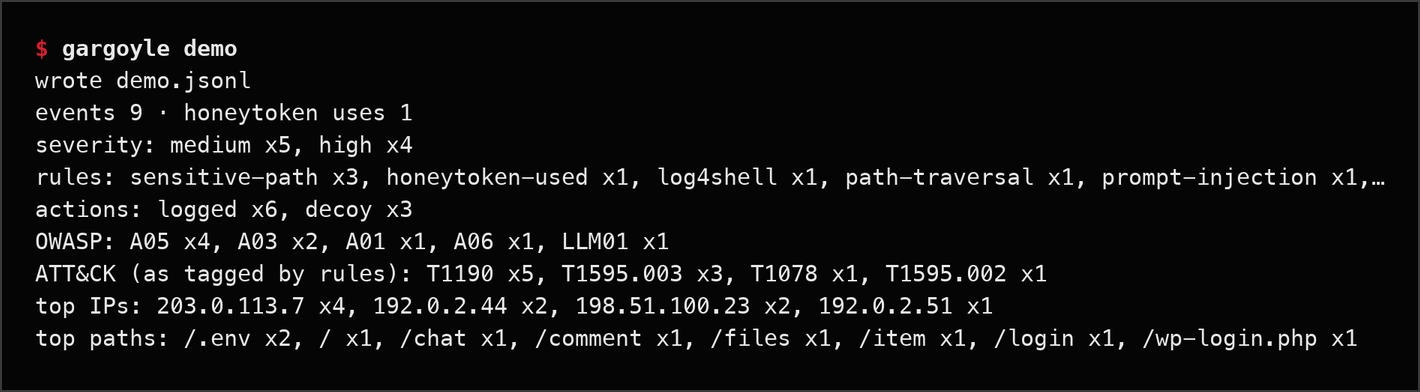 $ gargoyle demo
wrote demo.jsonl
events 9 · honeytoken uses 1
severity: medium x5, high x4
rules: sensitive-path x3, honeytoken-used x1, log4shell x1, path-traversal x1, prompt-injection x1,…
actions: logged x6, decoy x3
OWASP: A05 x4, A03 x2, A01 x1, A06 x1, LLM01 x1
ATT&CK (as tagged by rules): T1190 x5, T1595.003 x3, T1078 x1, T1595.002 x1
top IPs: 203.0.113.7 x4, 192.0.2.44 x2, 198.51.100.23 x2, 192.0.2.51 x1
top paths: /.env x2, / x1, /chat x1, /comment x1, /files x1, /item x1, /login x1, /wp-login.php x1